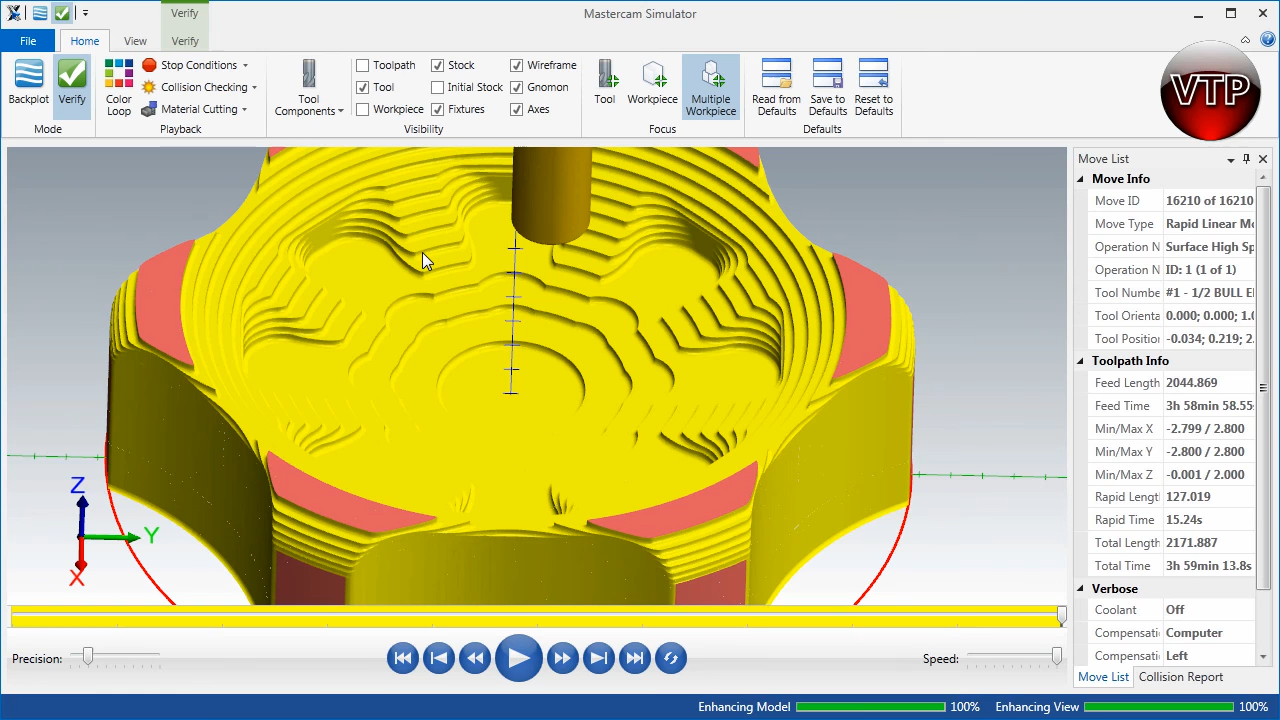 Verify
Mastercam Simulator
File
Home
View
Verify
Backplot
Verify
Mode
Color Loop
Stop Conditions
Collision Checking
Material Cutting
Playback
Tool Components
Toolpath
Tool
Workpiece
Stock
Initial Stock
Fixtures
Wireframe
Gnomon
Axes
Visibility
Tool
Workpiece
Multiple Workpiece
Focus
Read from Defaults
Save to Defaults
Reset to Defaults
Defaults
VTP
Move List
Move Info
Move ID 16210 of 16210
Move Type Rapid Linear Mo
Operation N Surface High Sp
Operation N ID: 1 (1 of 1)
Tool Numbe #1 - 1/2 BULL E
Tool Orienta 0.000; 0.000; 1.0
Tool Position -0.034; 0.219; 2.
Toolpath Info
Feed Length 2044.869
Feed Time 3h 58min 58.55s
Min/Max X -2.799 / 2.800
Min/Max Y -2.800 / 2.800
Min/Max Z -0.001 / 2.000
Rapid Lengt 127.019
Rapid Time 15.24s
Total Length 2171.887
Total Time 3h 59min 13.8s
Verbose
Coolant Off
Compensati Computer
Compensati Left
Move List
Collision Report
Z
Y
X
Precision:
Speed:
Enhancing Model 100%
Enhancing View 100%